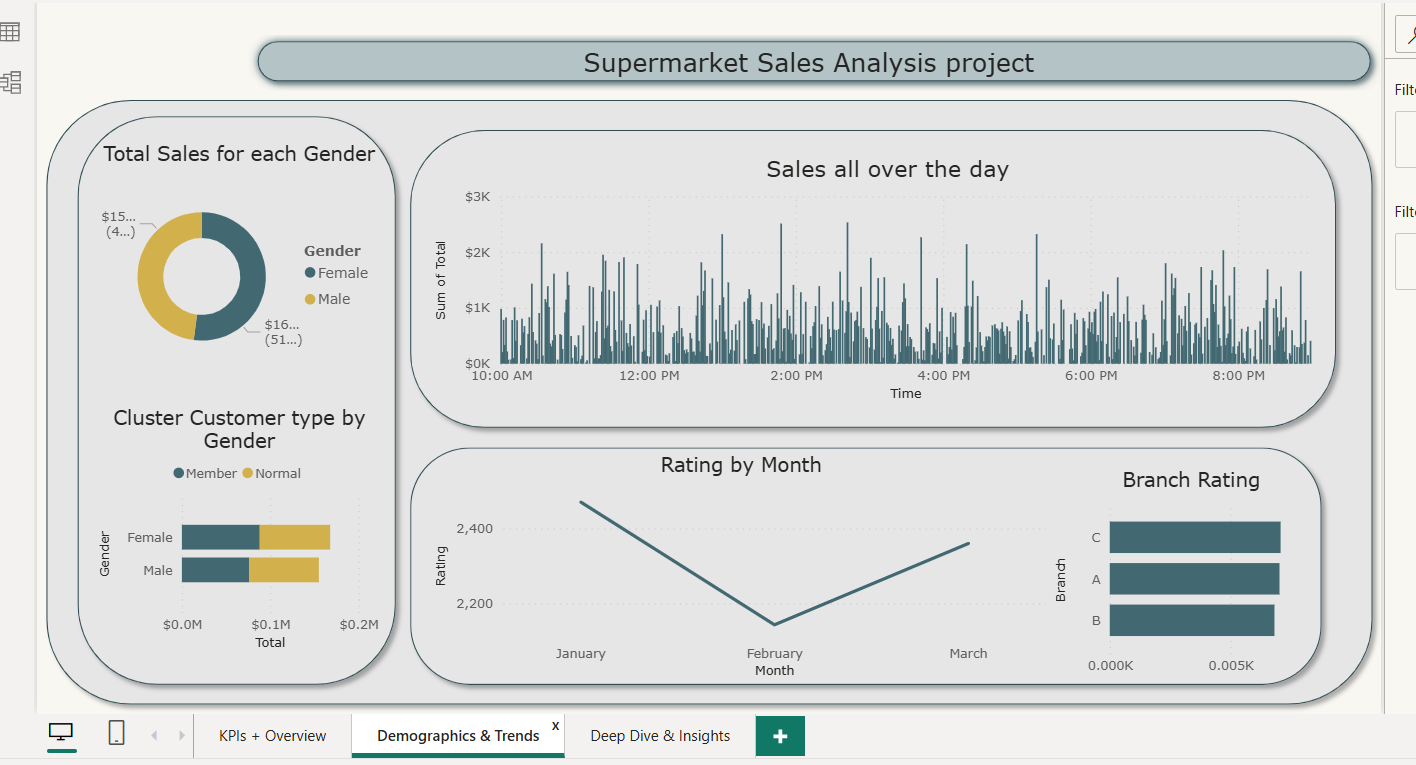 Supermarket Sales Analysis project
Total Sales for each Gender
$15...
(4...)
Gender
Female
Male
$16...
(51...)
Cluster Customer type by
Gender
Member
Normal
Gender
Female
Male
$0.0M
$0.1M
$0.2M
Total
Sales all over the day
Sum of Total
$3K
$2K
$1K
$0K
10:00 AM
12:00 PM
2:00 PM
4:00 PM
6:00 PM
8:00 PM
Time
Rating by Month
Rating
2,400
2,200
January
February
March
Month
Branch Rating
Branch
C
A
B
0.000K
0.005K
Filt
Filt
KPIs + Overview
Demographics & Trends
x
Deep Dive & Insights
+